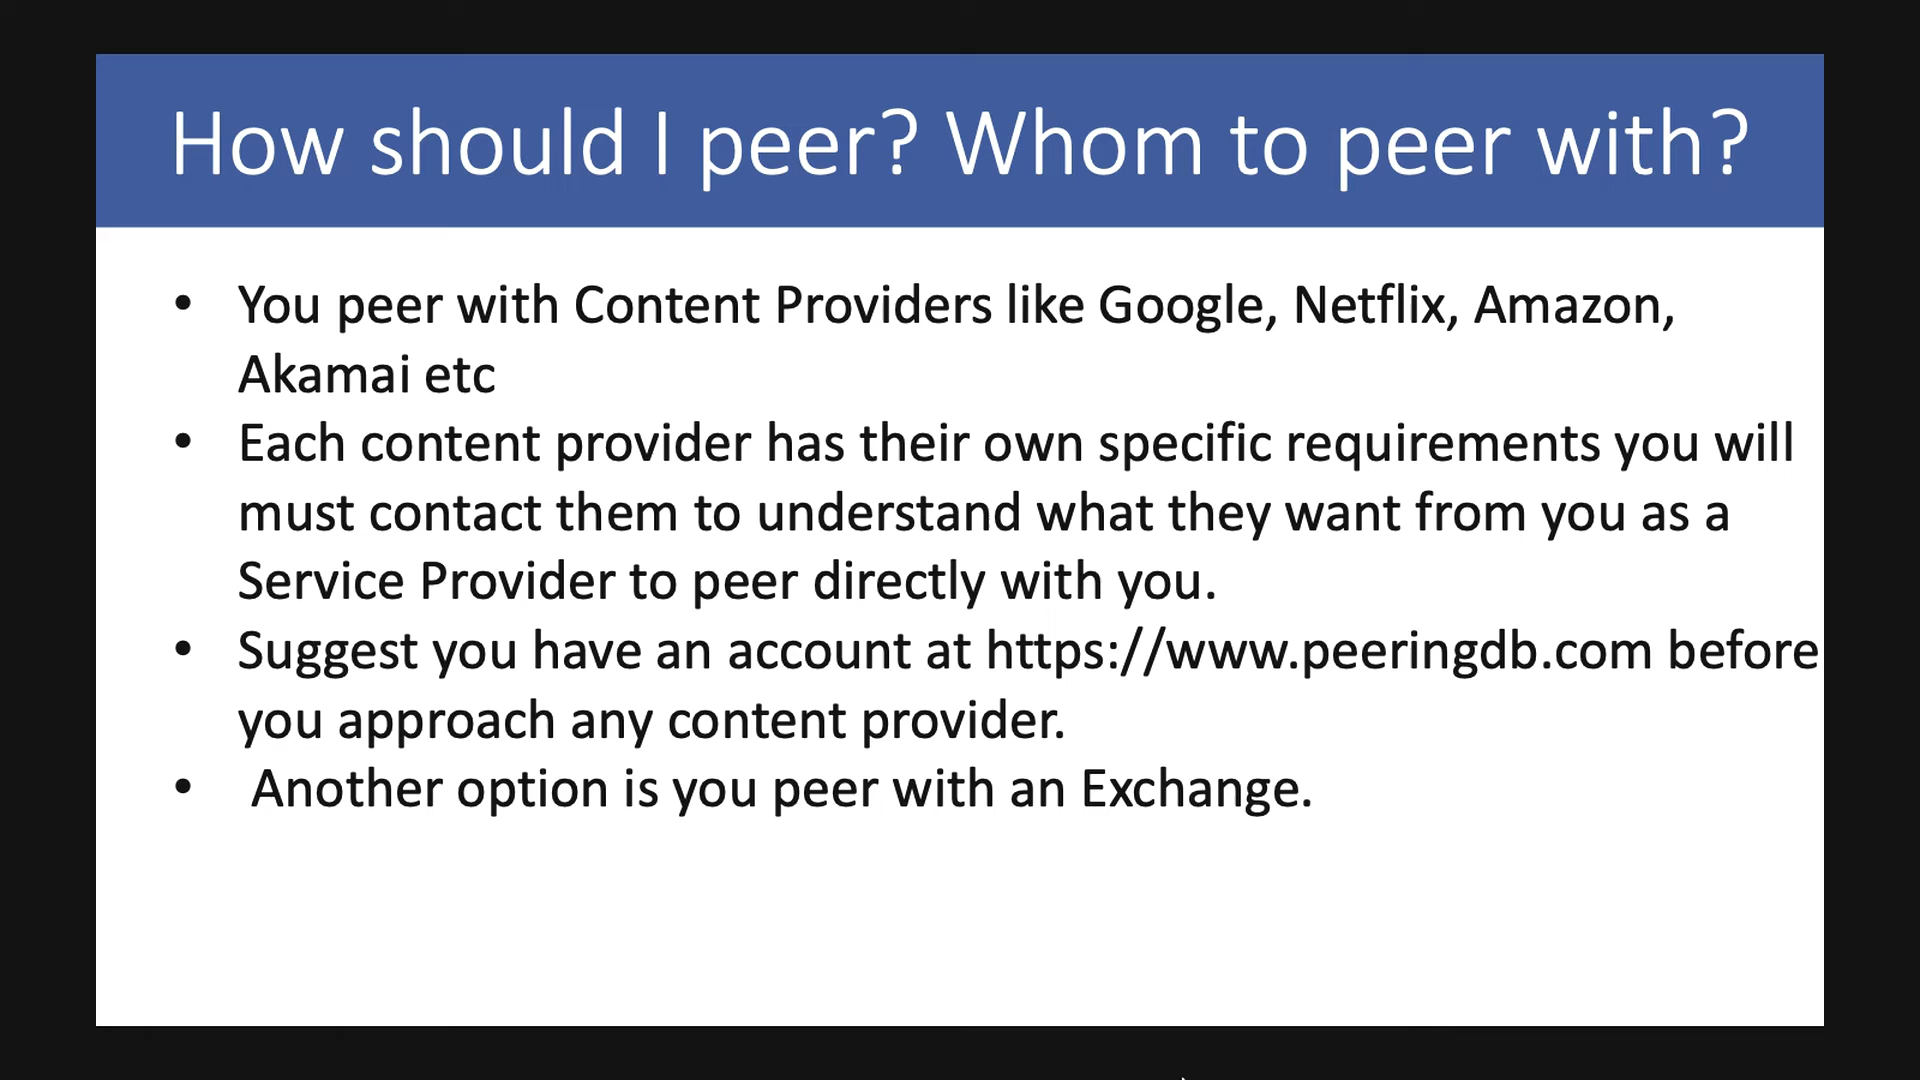 How should I peer? Whom to peer with?
• You peer with Content Providers like Google, Netflix, Amazon,
Akamai etc
• Each content provider has their own specific requirements you will
must contact them to understand what they want from you as a
Service Provider to peer directly with you.
• Suggest you have an account at https://www.peeringdb.com before
you approach any content provider.
• Another option is you peer with an Exchange.